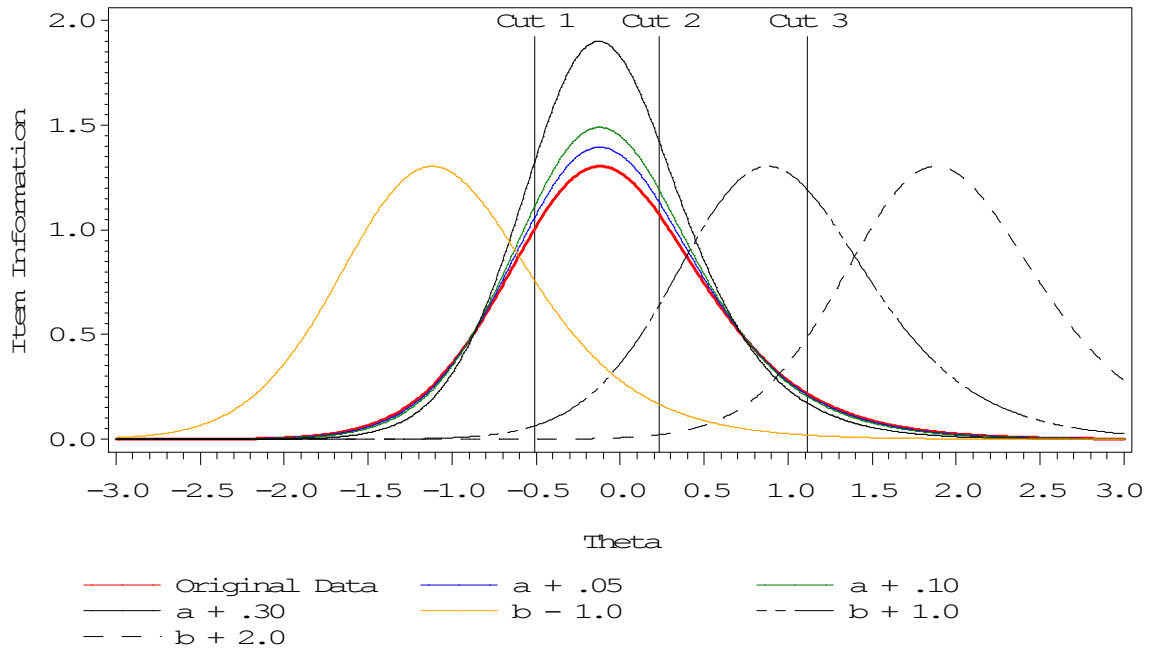 Cut 1 Cut 2 Cut 3
2.0
1.5
1.0
0.5
0.0
Item Information
-3.0 -2.5 -2.0 -1.5 -1.0 -0.5 0.0 0.5 1.0 1.5 2.0 2.5 3.0
Theta
Original Data a + .05 a + .10
a + .30 b - 1.0 b + 1.0
b + 2.0